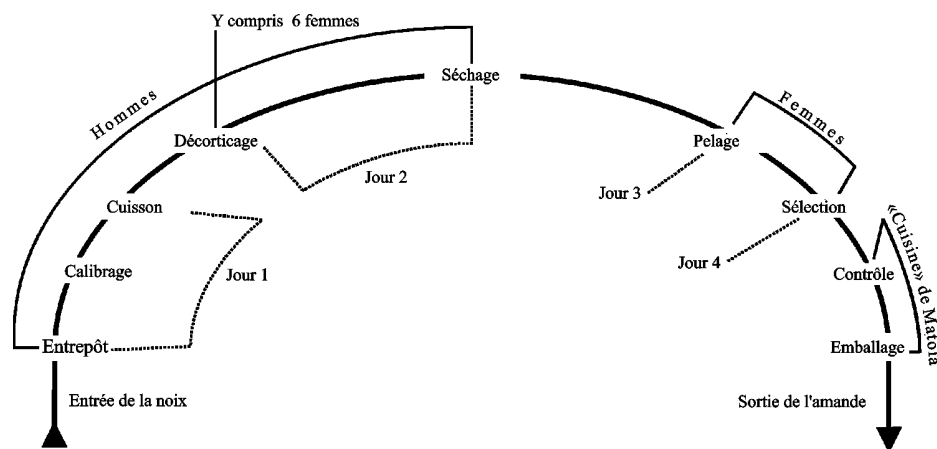 Y compris 6 femmes
Hommes
Séchage
Décorticage
Jour 2
Cuisson
Calibrage
Jour 1
Entrepôt
Entrée de la noix
Femmes
Pelage
Jour 3
Sélection
Jour 4
«Cuisine» de Matola
Contrôle
Emballage
Sortie de l'amande